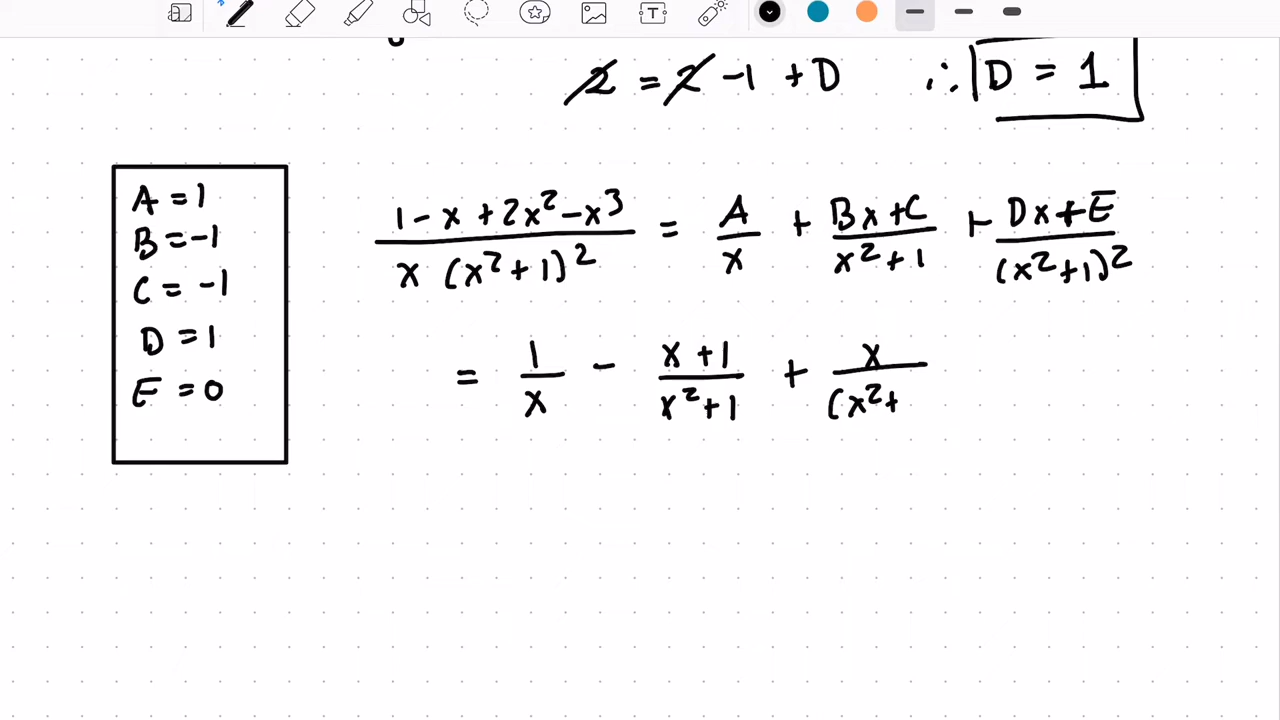 2 = 2 - 1 + D ∴ D = 1
A = 1
B = -1
C = -1
D = 1
E = 0
(1 - x + 2x² - x³) / (x (x² + 1)²) = A/x + (Bx + C)/(x² + 1) + (Dx + E)/(x² + 1)²
= 1/x - (x + 1)/(x² + 1) + x/(x² +